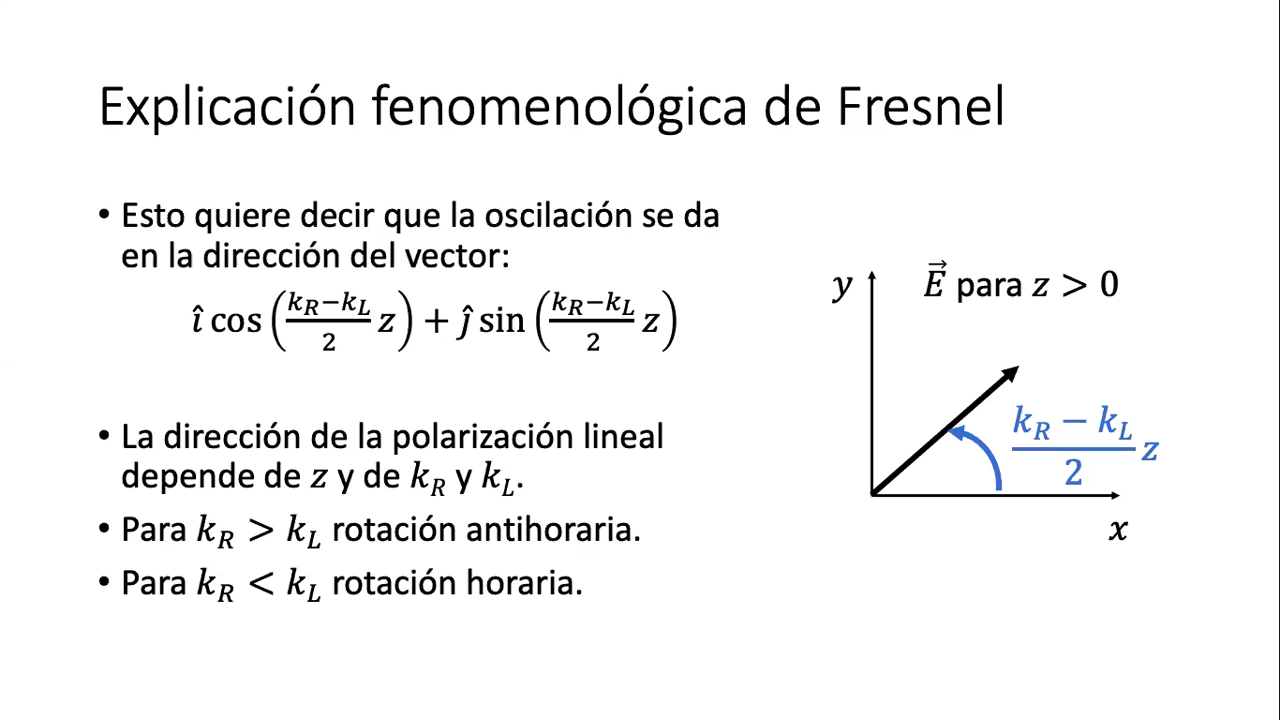 Explicación fenomenológica de Fresnel
• Esto quiere decir que la oscilación se da
en la dirección del vector:
î cos((k_R−k_L)/2 z) + ĵ sin((k_R−k_L)/2 z)
• La dirección de la polarización lineal
depende de z y de k_R y k_L.
• Para k_R > k_L rotación antihoraria.
• Para k_R < k_L rotación horaria.
y
E⃗ para z > 0
(k_R − k_L)/2 z
x